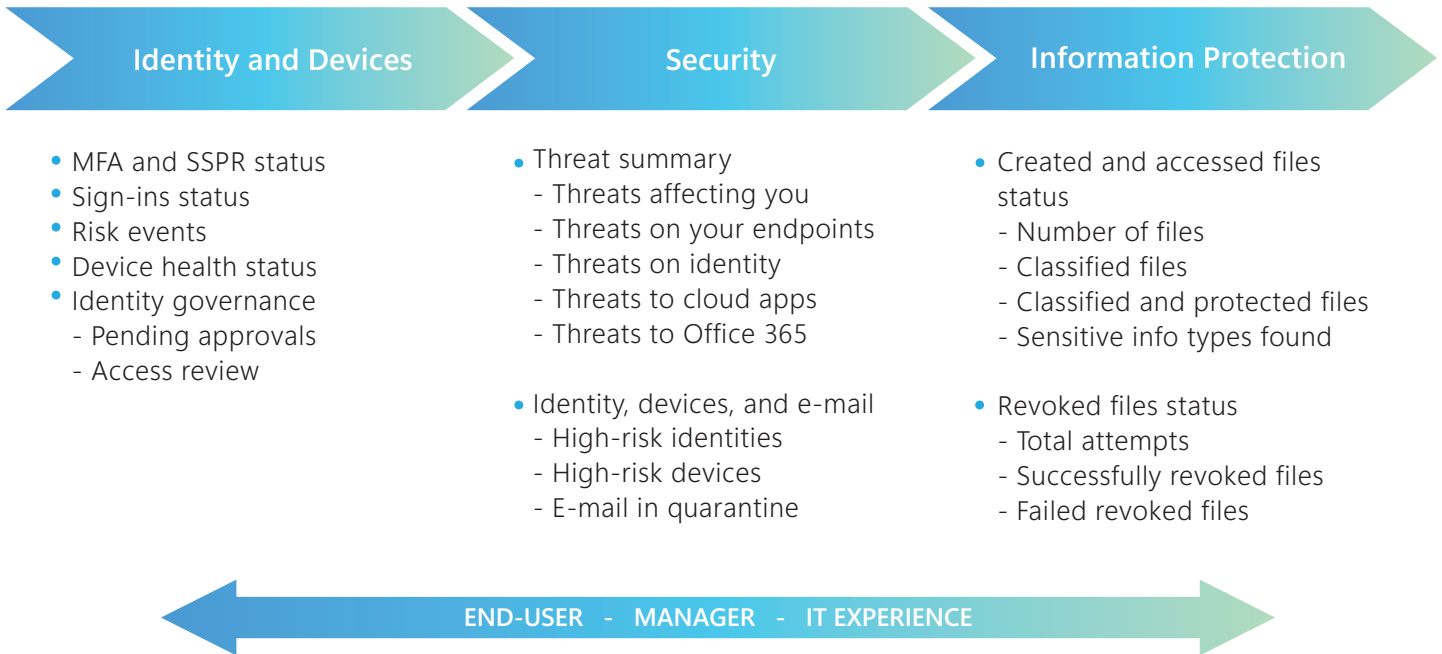 Identity and Devices
• MFA and SSPR status
• Sign-ins status
• Risk events
• Device health status
• Identity governance
- Pending approvals
- Access review
Security
• Threat summary
- Threats affecting you
- Threats on your endpoints
- Threats on identity
- Threats to cloud apps
- Threats to Office 365
• Identity, devices, and e-mail
- High-risk identities
- High-risk devices
- E-mail in quarantine
Information Protection
• Created and accessed files
status
- Number of files
- Classified files
- Classified and protected files
- Sensitive info types found
• Revoked files status
- Total attempts
- Successfully revoked files
- Failed revoked files
END-USER - MANAGER - IT EXPERIENCE